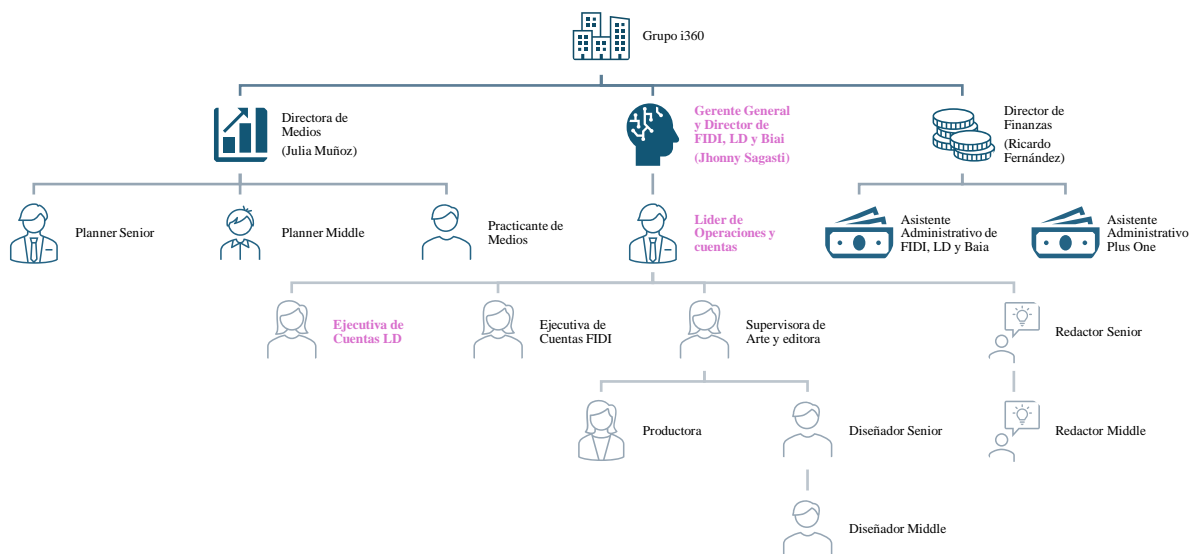 Grupo i360
Directora de
Medios
(Julia Muñoz)
Gerente General
y Director de
FIDI, LD y Biai
(Jhonny Sagasti)
Director de
Finanzas
(Ricardo
Fernández)
Planner Senior
Planner Middle
Practicante de
Medios
Lider de
Operaciones y
cuentas
Asistente
Administrativo de
FIDI, LD y Baia
Asistente
Administrativo
Plus One
Ejecutiva de
Cuentas LD
Ejecutiva de
Cuentas FIDI
Supervisora de
Arte y editora
Redactor Senior
Productora
Diseñador Senior
Redactor Middle
Diseñador Middle